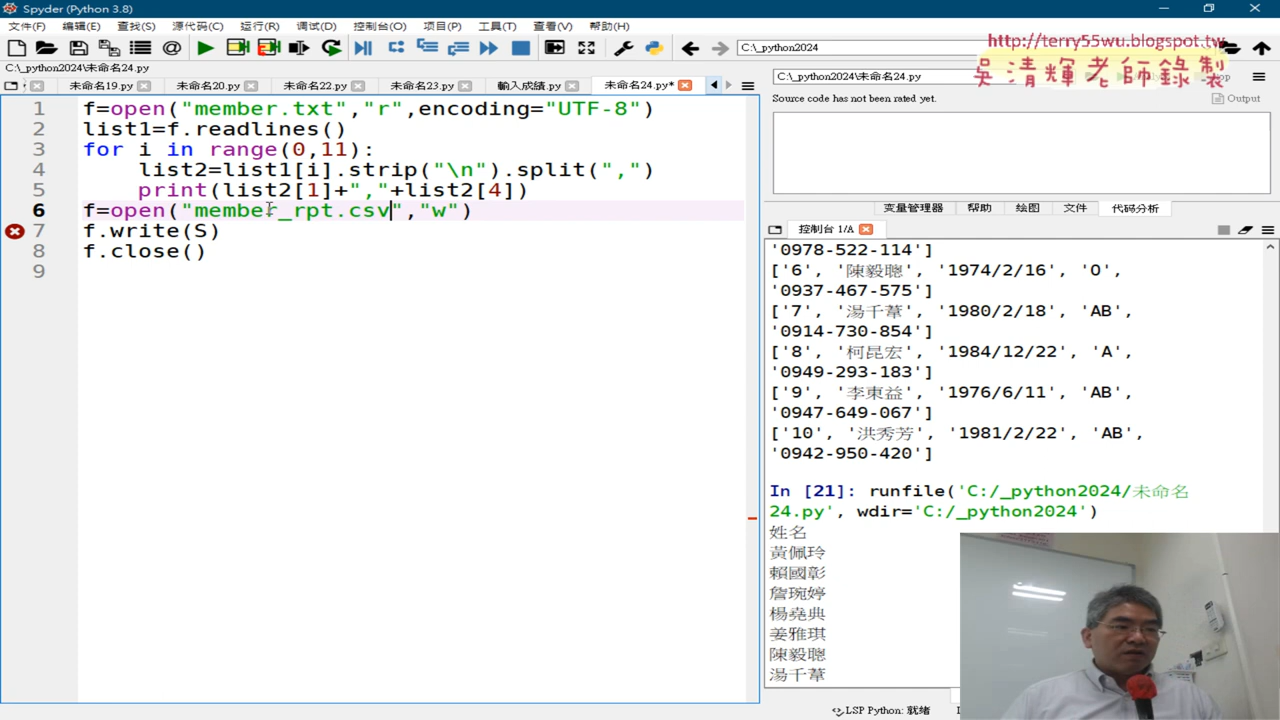 Spyder (Python 3.8)
文件(F) 编辑(E) 查找(S) 源代码(C) 运行(R) 调试(D) 控制台(O) 项目(P) 工具(T) 查看(V) 帮助(H)
C:\_python2024
http://terry55wu.blogspot.tw
吳清輝老師錄製
C:\_python2024\未命名24.py
未命名19.py 未命名20.py 未命名22.py 未命名23.py 輸入成績.py 未命名24.py*
C:\_python2024\未命名24.py
Source code has not been rated yet.
Output
1 f=open("member.txt","r",encoding="UTF-8")
2 list1=f.readlines()
3 for i in range(0,11):
4 list2=list1[i].strip("\n").split(",")
5 print(list2[1]+","+list2[4])
6 f=open("member_rpt.csv","w")
7 f.write(S)
8 f.close()
9
变量管理器 帮助 绘图 文件 代码分析
控制台 1/A
'0978-522-114']
['6', '陳毅聰', '1974/2/16', 'O',
'0937-467-575']
['7', '湯千葦', '1980/2/18', 'AB',
'0914-730-854']
['8', '柯昆宏', '1984/12/22', 'A',
'0949-293-183']
['9', '李東益', '1976/6/11', 'AB',
'0947-649-067']
['10', '洪秀芳', '1981/2/22', 'AB',
'0942-950-420']
In [21]: runfile('C:/_python2024/未命名
24.py', wdir='C:/_python2024')
姓名
黃佩玲
賴國彰
詹琬婷
楊堯典
姜雅琪
陳毅聰
湯千葦
LSP Python: 就绪